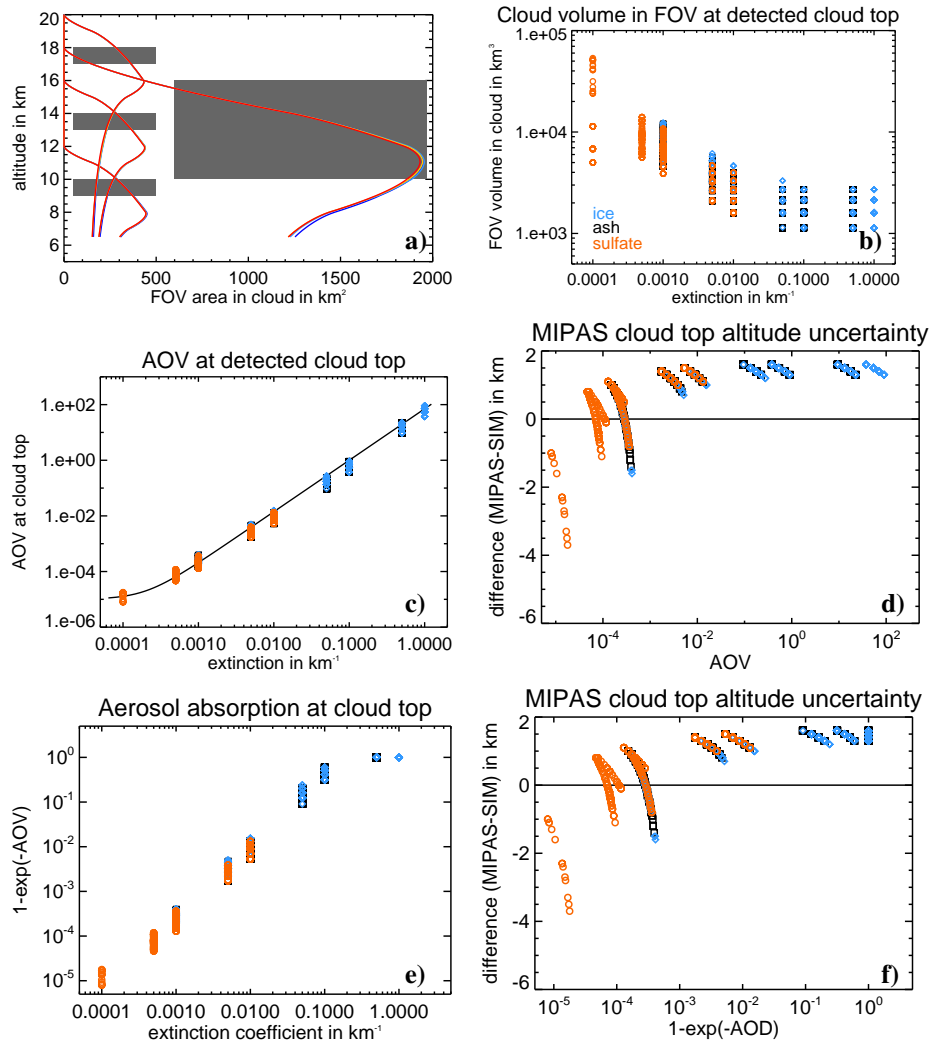 altitude in km
20
18
16
14
12
10
8
6
0 500 1000 1500 2000
FOV area in cloud in km²
a)
Cloud volume in FOV at detected cloud top
FOV volume in cloud in km³
1.e+05
1.e+04
1.e+03
ice
ash
sulfate
0.0001 0.0010 0.0100 0.1000 1.0000
extinction in km⁻¹
b)
AOV at detected cloud top
AOV at cloud top
1.e+02
1.e+00
1.e-02
1.e-04
1.e-06
0.0001 0.0010 0.0100 0.1000 1.0000
extinction in km⁻¹
c)
MIPAS cloud top altitude uncertainty
difference (MIPAS-SIM) in km
2
0
-2
-4
-6
10⁻⁴ 10⁻² 10⁰ 10²
AOV
d)
Aerosol absorption at cloud top
1-exp(-AOV)
10⁰
10⁻¹
10⁻²
10⁻³
10⁻⁴
10⁻⁵
0.0001 0.0010 0.0100 0.1000 1.0000
extinction coefficient in km⁻¹
e)
MIPAS cloud top altitude uncertainty
difference (MIPAS-SIM) in km
2
0
-2
-4
-6
10⁻⁵ 10⁻⁴ 10⁻³ 10⁻² 10⁻¹ 10⁰
1-exp(-AOD)
f)